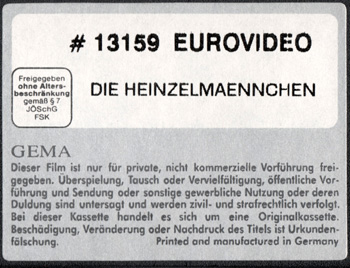 # 13159 EUROVIDEO
Freigegeben
ohne Alters-
beschränkung
gemäß § 7
JÖSchG
FSK
DIE HEINZELMAENNCHEN
GEMA
Dieser Film ist nur für private, nicht kommerzielle Vorführung frei-
gegeben. Überspielung, Tausch oder Vervielfältigung, öffentliche Vor-
führung und Sendung oder sonstige gewerbliche Nutzung oder deren
Duldung sind untersagt und werden zivil- und strafrechtlich verfolgt.
Bei dieser Kassette handelt es sich um eine Originalkassette.
Beschädigung, Veränderung oder Nachdruck des Titels ist Urkunden-
fälschung. Printed and manufactured in Germany